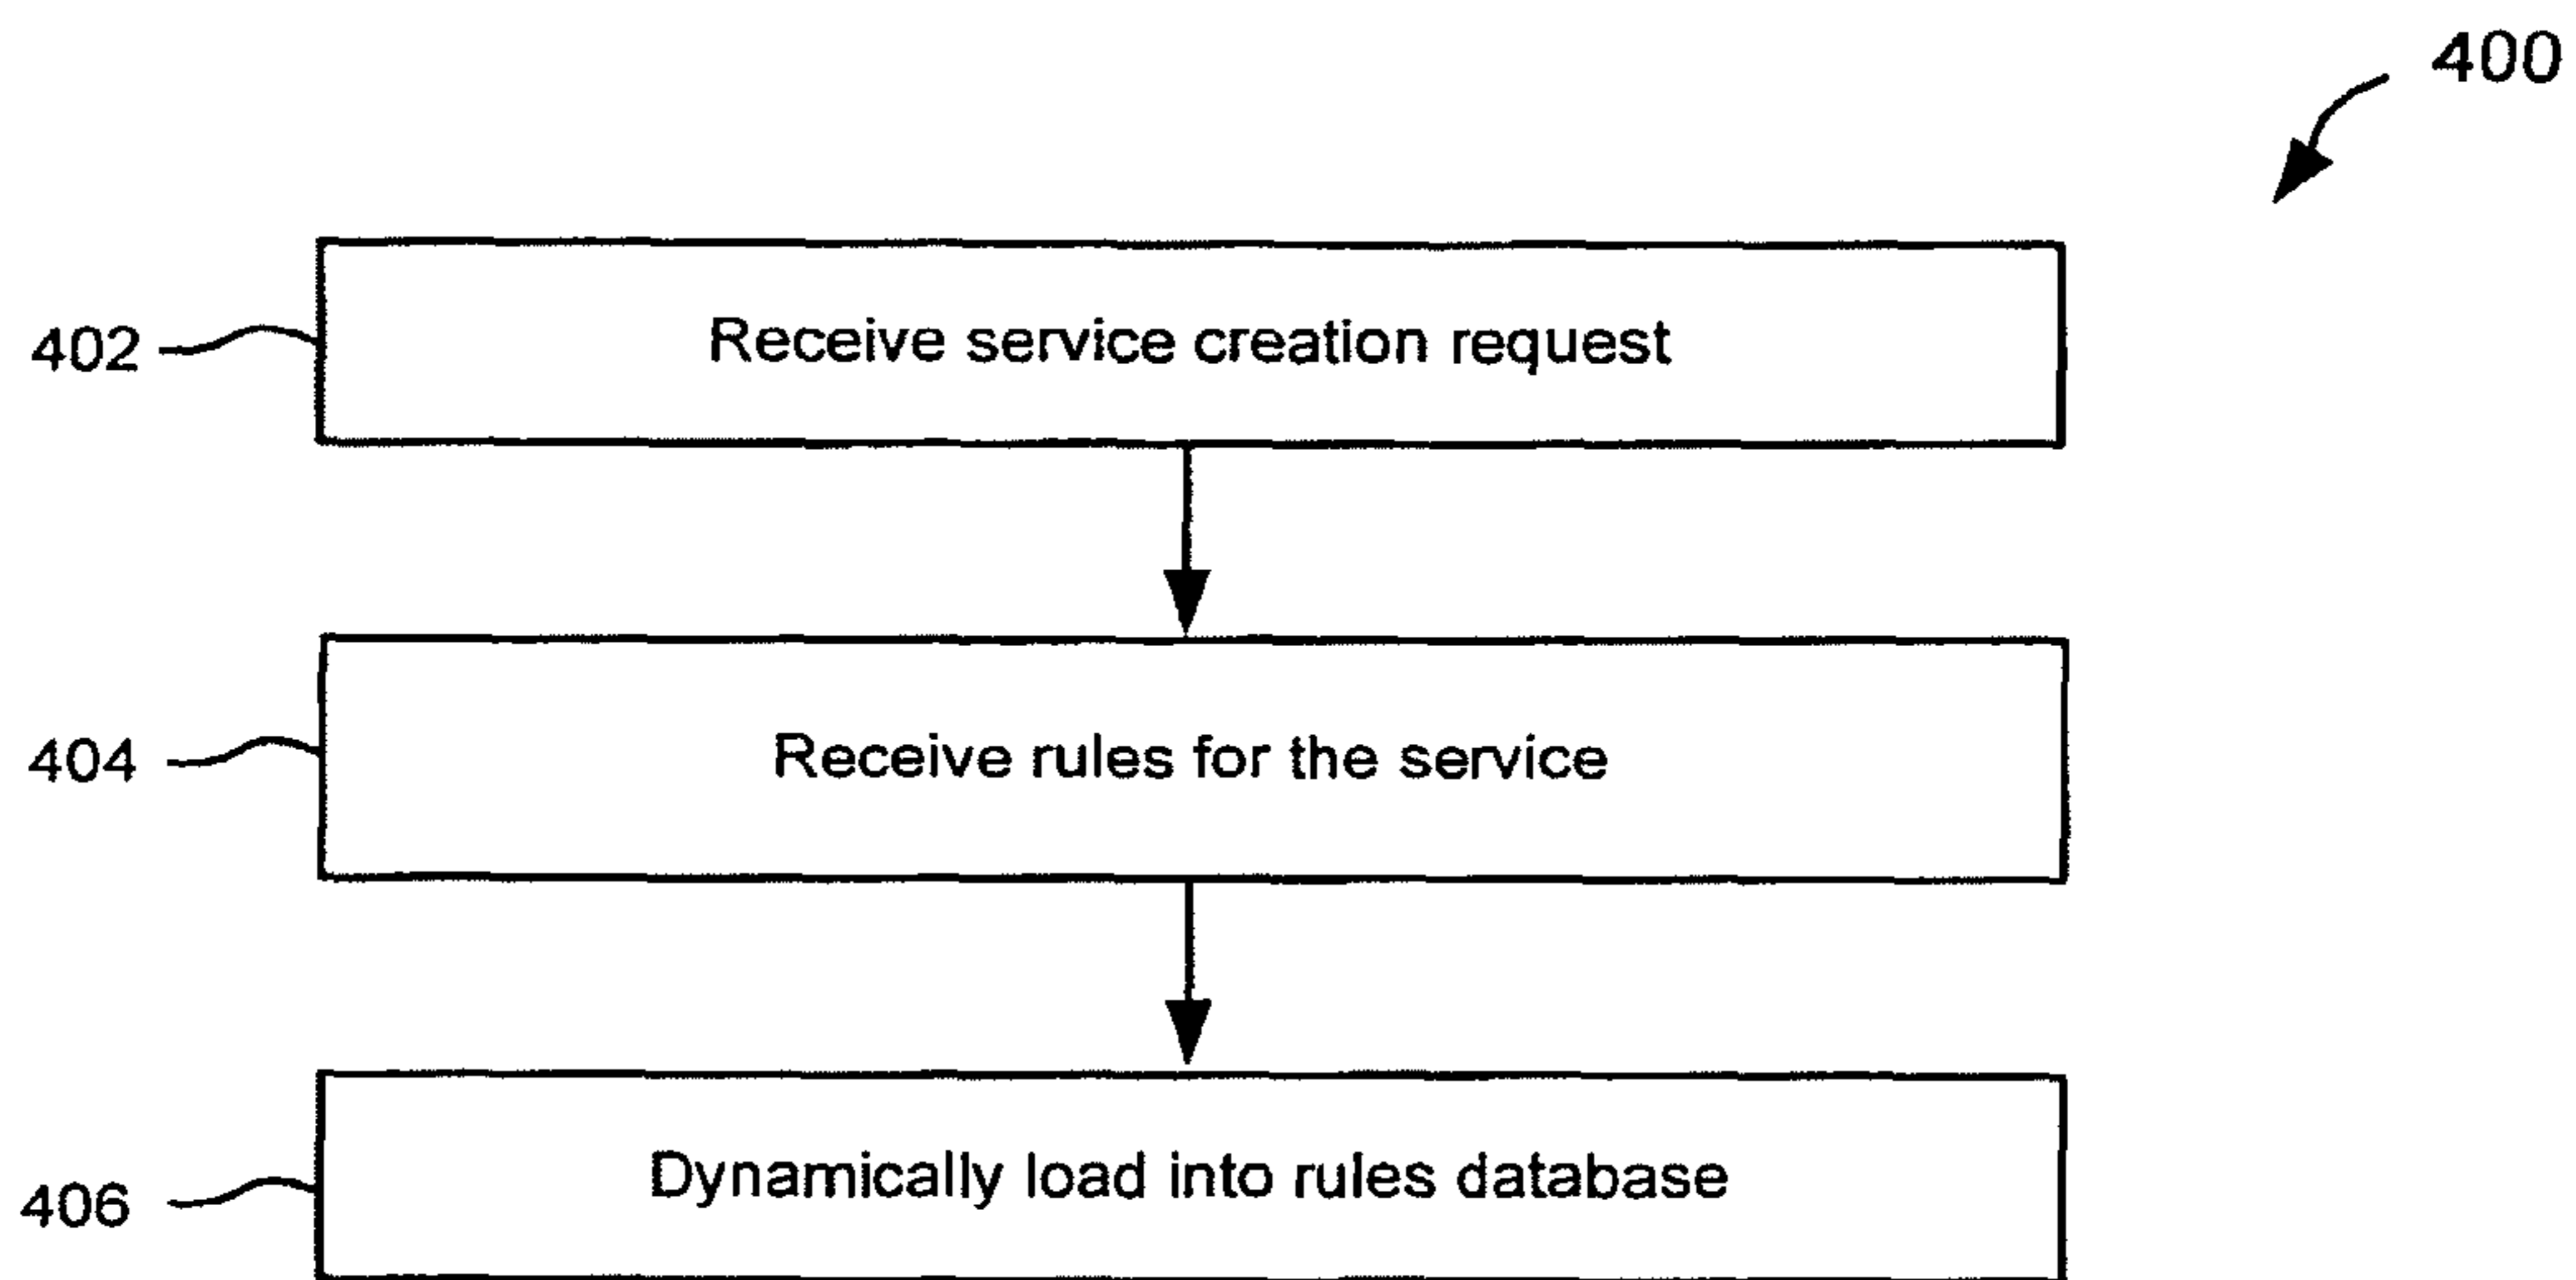 400
402 Receive service creation request
404 Receive rules for the service
406 Dynamically load into rules database